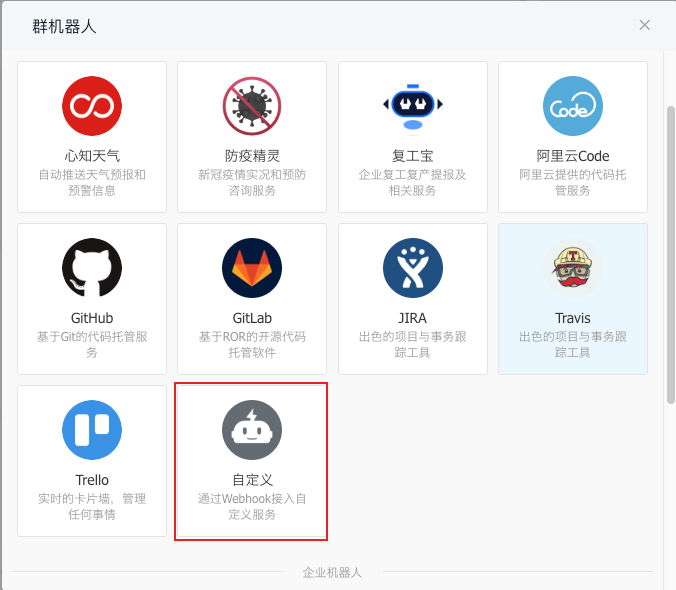 群机器人
心知天气
自动推送天气预报和
预警信息
防疫精灵
新冠疫情实况和预防
咨询服务
复工宝
企业复工复产提报及
相关服务
Code
阿里云Code
阿里云提供的代码托
管服务
GitHub
基于Git的代码托管服
务
GitLab
基于ROR的开源代码
托管软件
JIRA
出色的项目与事务跟
踪工具
T
Travis
出色的项目与事务跟
踪工具
Trello
实时的卡片墙、管理
任何事情
自定义
通过Webhook接入自
定义服务
企业机器人